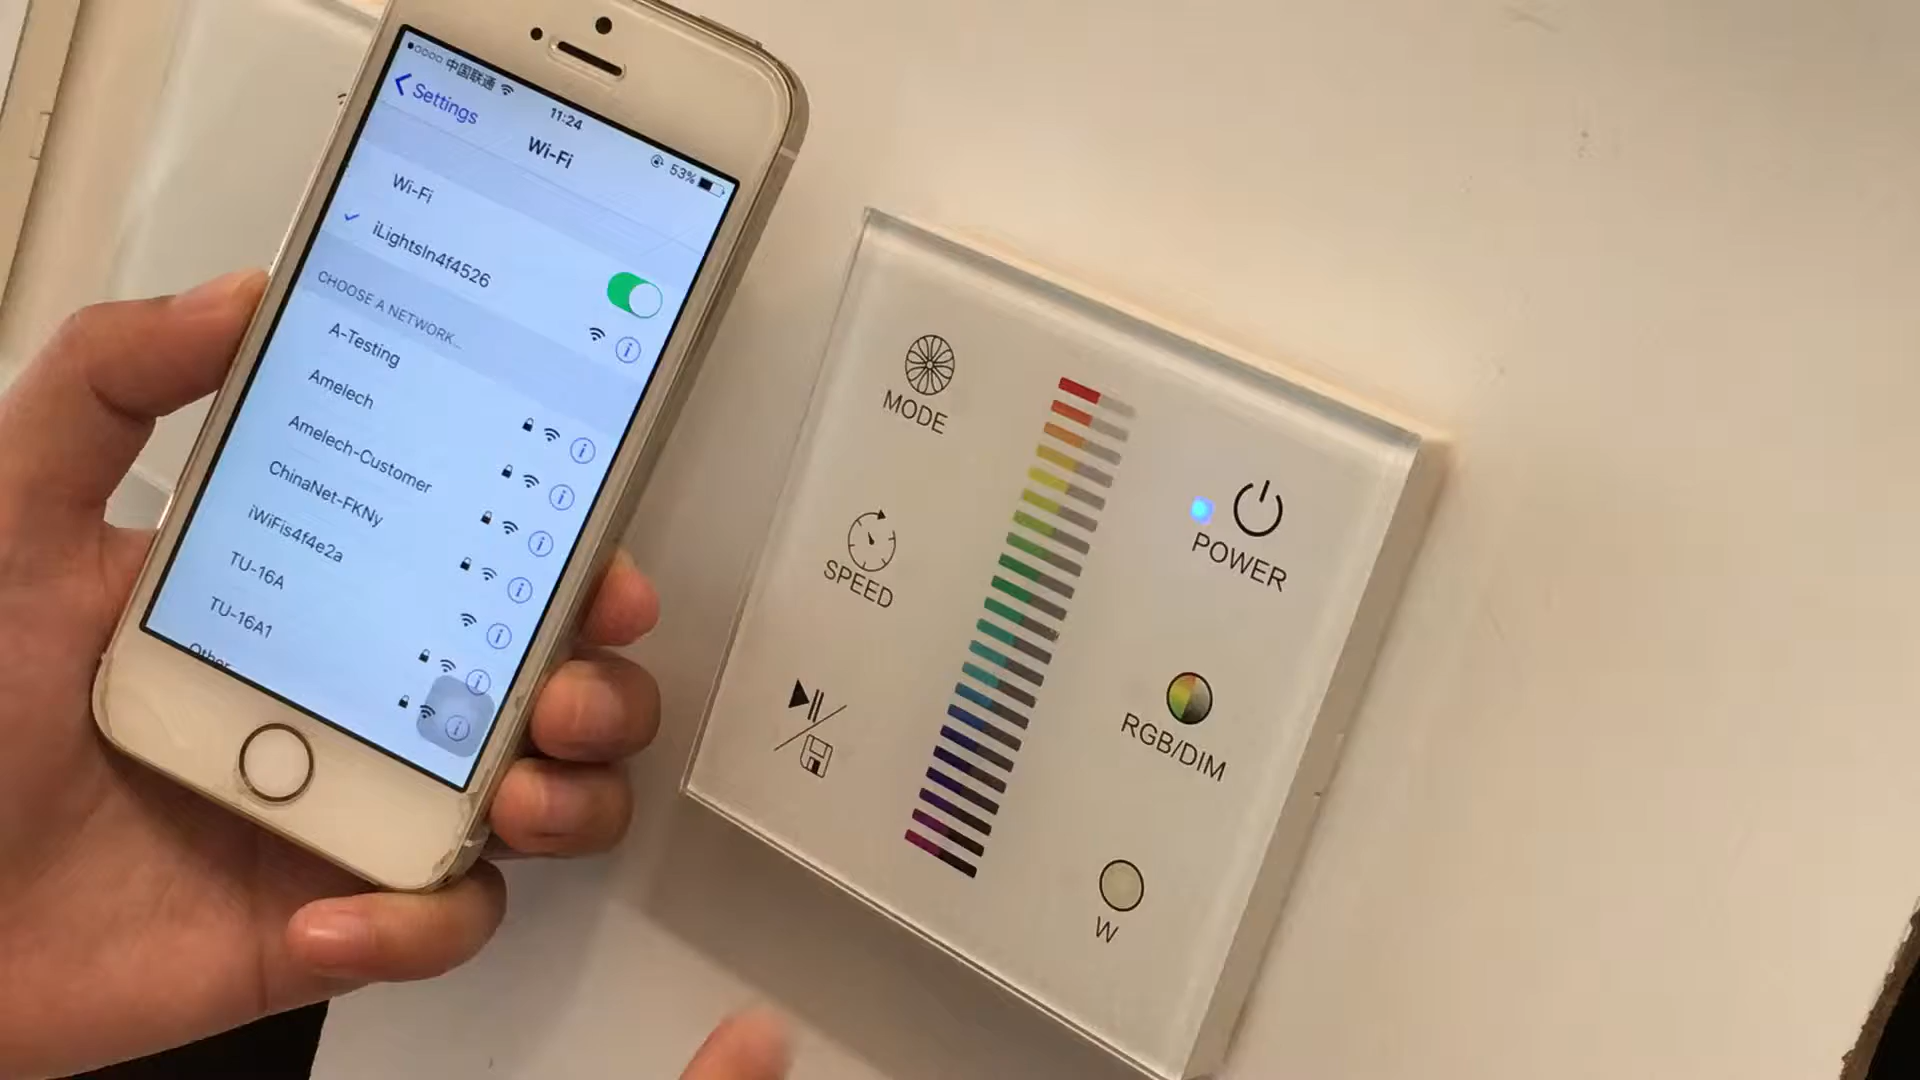 中国联通
11:24
53%
Settings
Wi-Fi
Wi-Fi
iLightsIn4f4526
CHOOSE A NETWORK...
A-Testing
Amelech
Amelech-Customer
ChinaNet-FKNy
iWiFis4f4e2a
TU-16A
TU-16A1
Other
MODE
SPEED
POWER
RGB/DIM
W